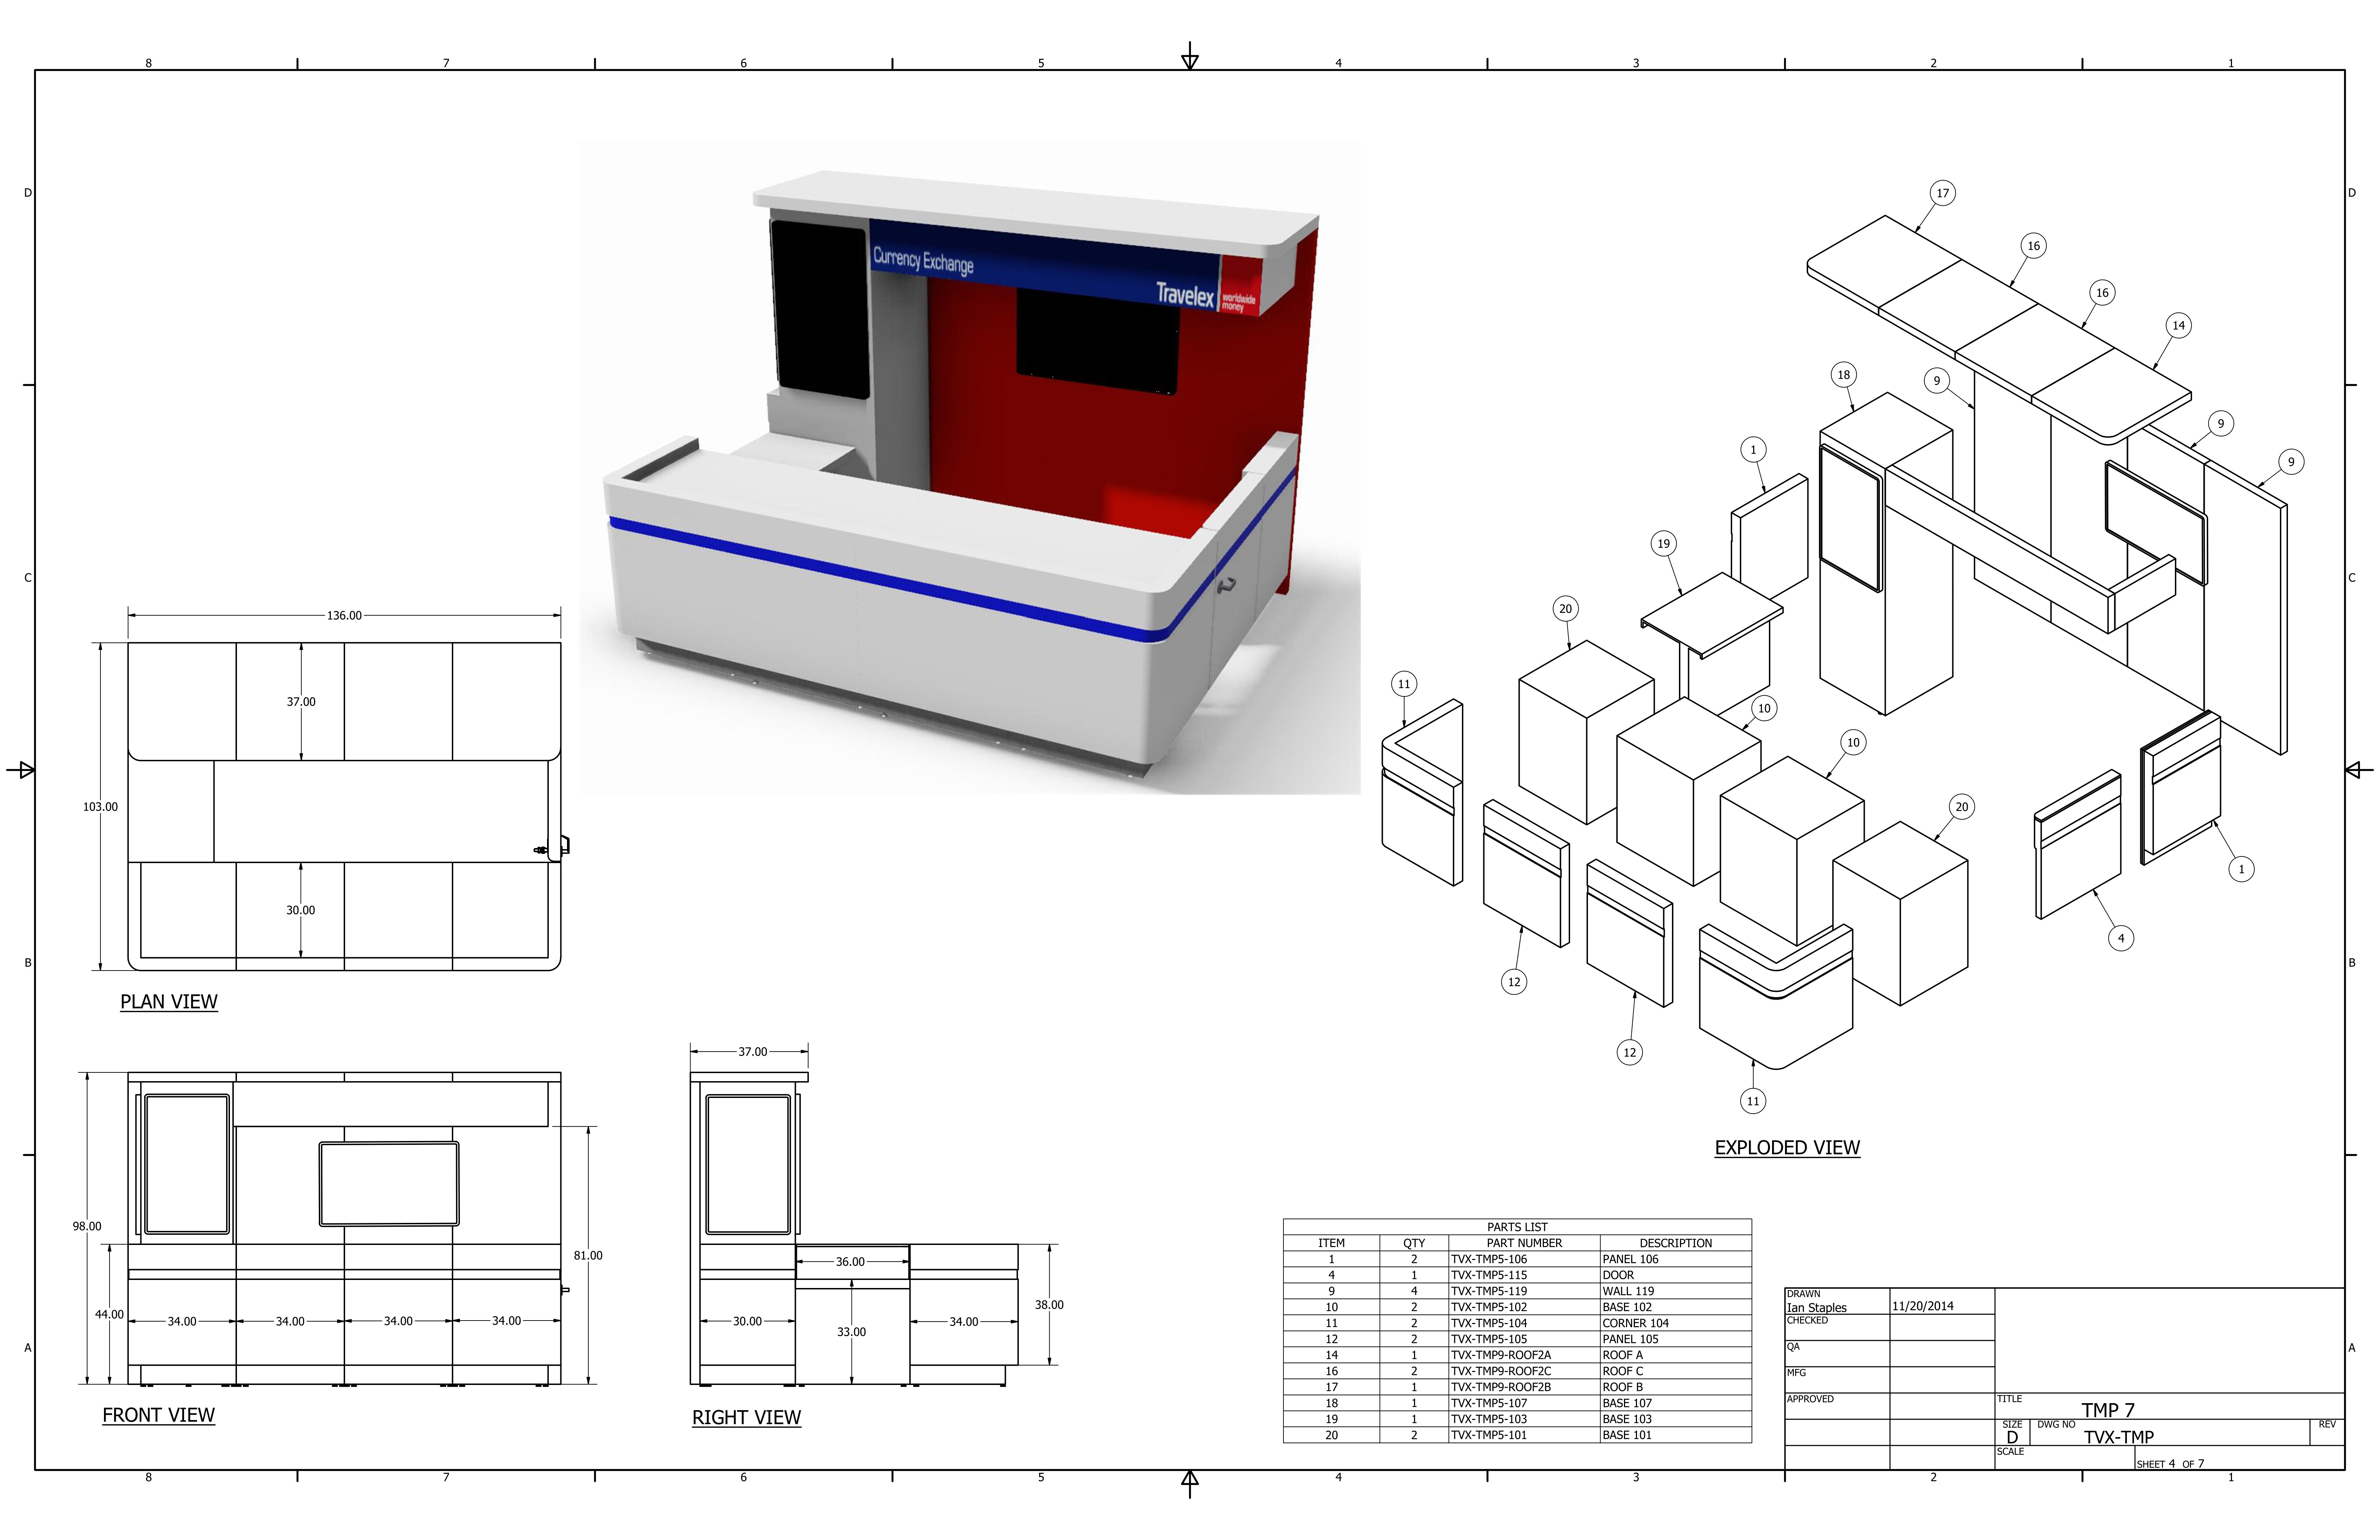 8 7 6 5 4 3 2 1
D D
C C
B B
A A
Currency Exchange
Travelex
worldwide
money
17
16
16
14
18
9
9
9
1
19
20
11
10
10
20
12
12
11
4
1
EXPLODED VIEW
136.00
37.00
103.00
30.00
PLAN VIEW
98.00
44.00
34.00 34.00 34.00 34.00
81.00
FRONT VIEW
37.00
36.00
30.00
33.00
34.00
38.00
RIGHT VIEW
PARTS LIST
ITEM QTY PART NUMBER DESCRIPTION
1 2 TVX-TMP5-106 PANEL 106
4 1 TVX-TMP5-115 DOOR
9 4 TVX-TMP5-119 WALL 119
10 2 TVX-TMP5-102 BASE 102
11 2 TVX-TMP5-104 CORNER 104
12 2 TVX-TMP5-105 PANEL 105
14 1 TVX-TMP9-ROOF2A ROOF A
16 2 TVX-TMP9-ROOF2C ROOF C
17 1 TVX-TMP9-ROOF2B ROOF B
18 1 TVX-TMP5-107 BASE 107
19 1 TVX-TMP5-103 BASE 103
20 2 TVX-TMP5-101 BASE 101
DRAWN
Ian Staples 11/20/2014
CHECKED
QA
MFG
APPROVED
TITLE
TMP 7
SIZE DWG NO REV
D TVX-TMP
SCALE
SHEET 4 OF 7
8 7 6 5 4 3 2 1